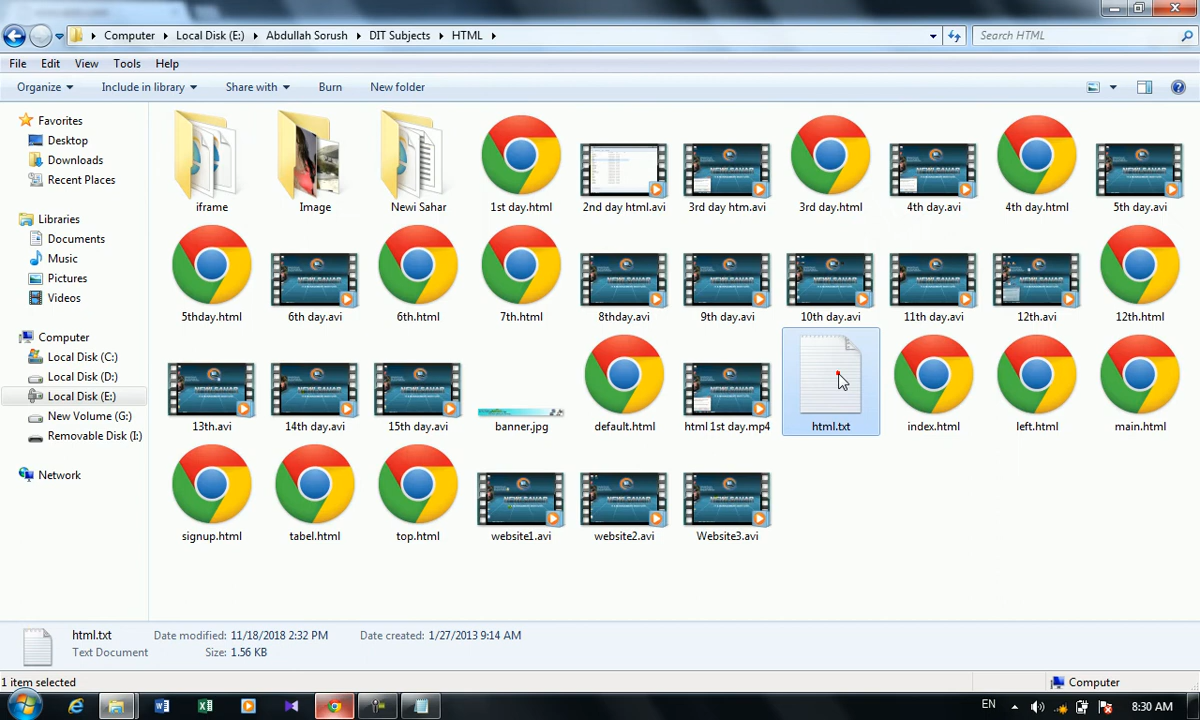 Computer Local Disk (E:) Abdullah Sorush DIT Subjects HTML
Search HTML
File Edit View Tools Help
Organize Include in library Share with Burn New folder
Favorites
Desktop
Downloads
Recent Places
Libraries
Documents
Music
Pictures
Videos
Computer
Local Disk (C:)
Local Disk (D:)
Local Disk (E:)
New Volume (G:)
Removable Disk (I:)
Network
iframe Image Newi Sahar 1st day.html 2nd day html.avi 3rd day htm.avi 3rd day.html 4th day.avi 4th day.html 5th day.avi
5thday.html 6th day.avi 6th.html 7th.html 8thday.avi 9th day.avi 10th day.avi 11th day.avi 12th.avi 12th.html
13th.avi 14th day.avi 15th day.avi banner.jpg default.html html 1st day.mp4 html.txt index.html left.html main.html
signup.html tabel.html top.html website1.avi website2.avi Website3.avi
html.txt Date modified: 11/18/2018 2:32 PM Date created: 1/27/2013 9:14 AM
Text Document Size: 1.56 KB
1 item selected Computer
EN 8:30 AM